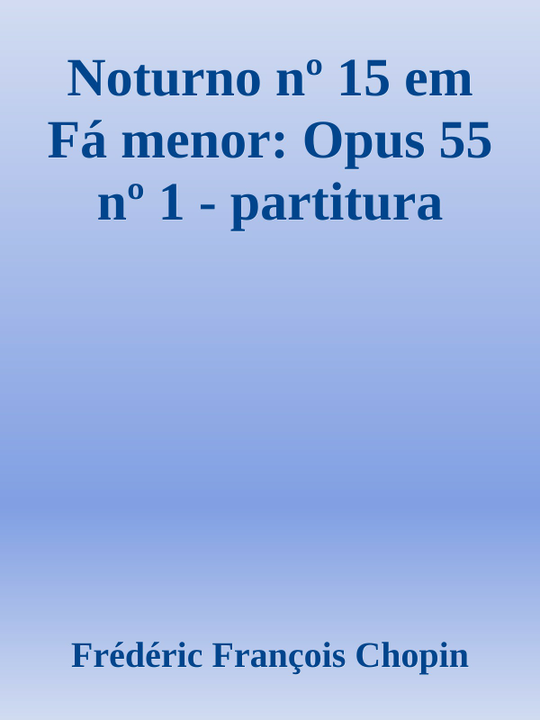 Noturno nº 15 em
Fá menor: Opus 55
nº 1 - partitura
Frédéric François Chopin